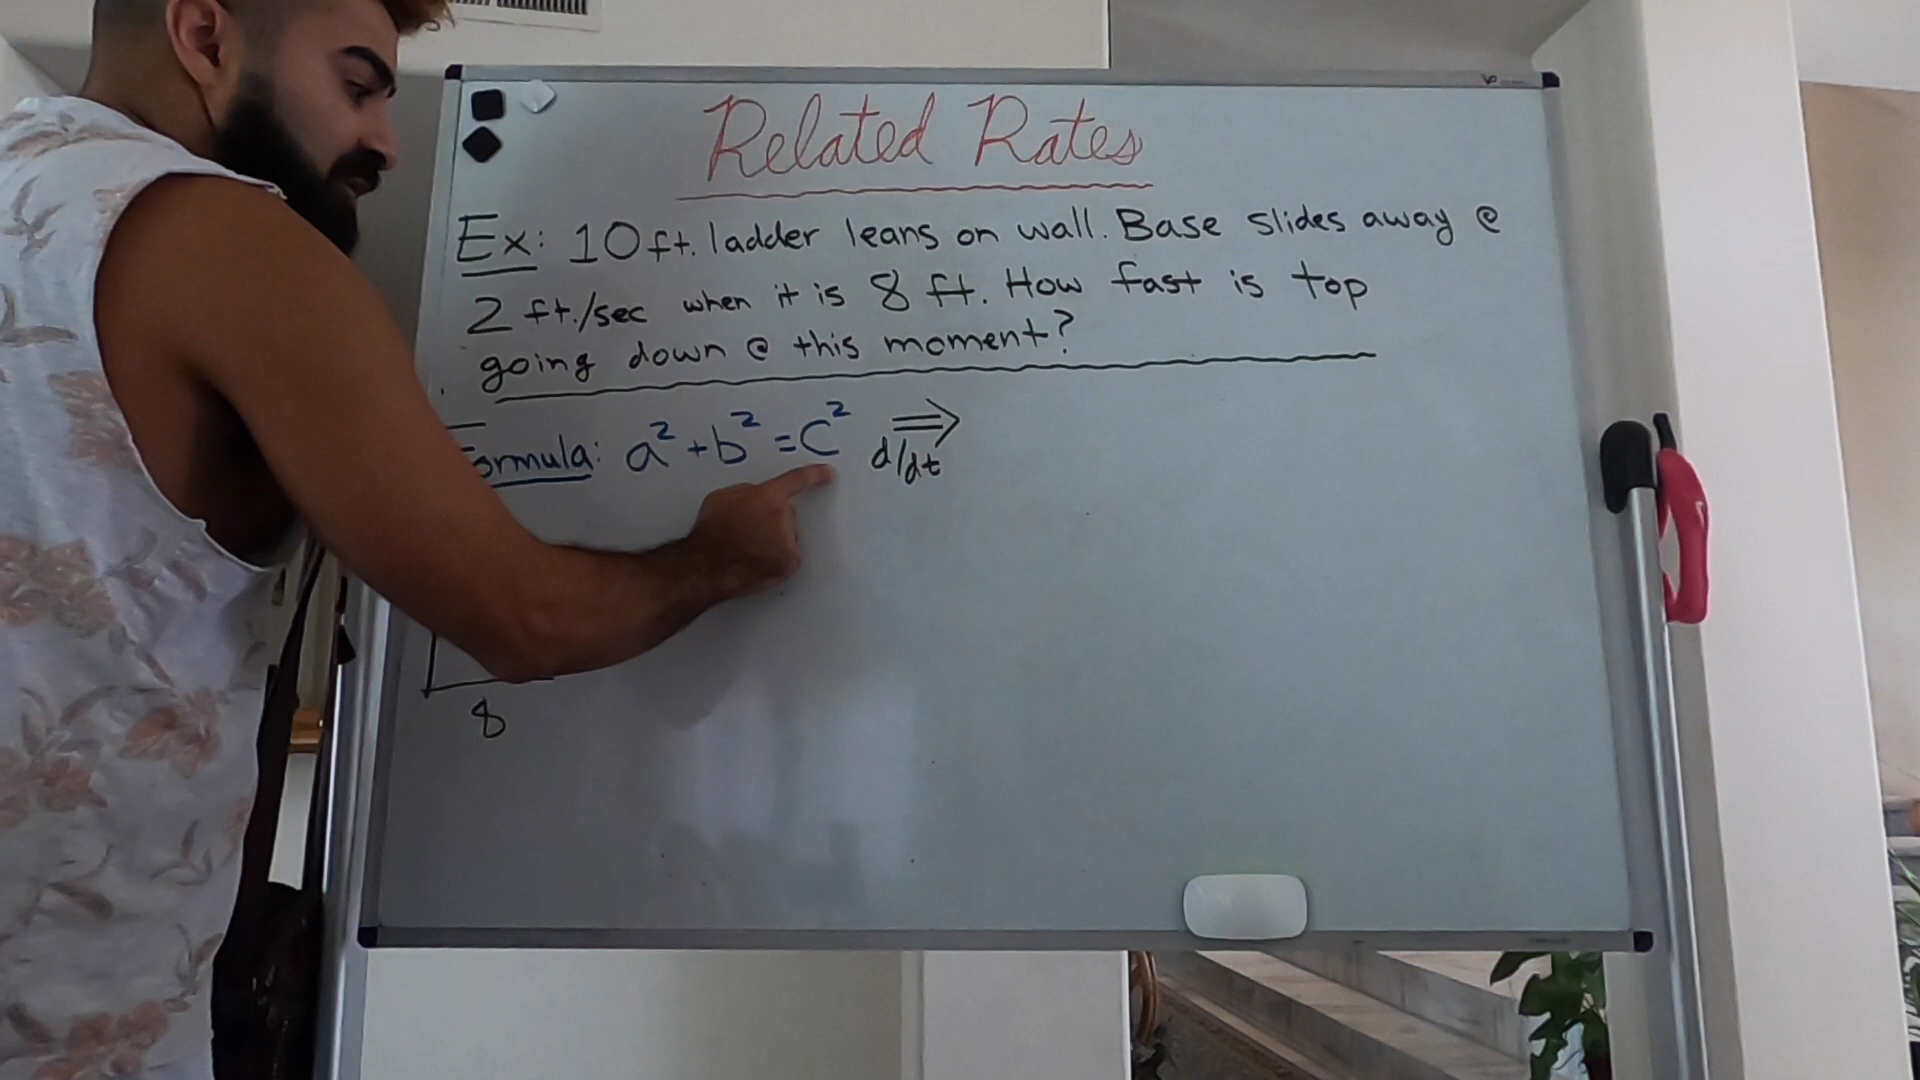 Related Rates
Ex: 10 ft. ladder leans on wall. Base slides away @
2 ft./sec when it is 8 ft. How fast is top
going down @ this moment?
Formula: a² + b² = c² ⇒
d/dt
8